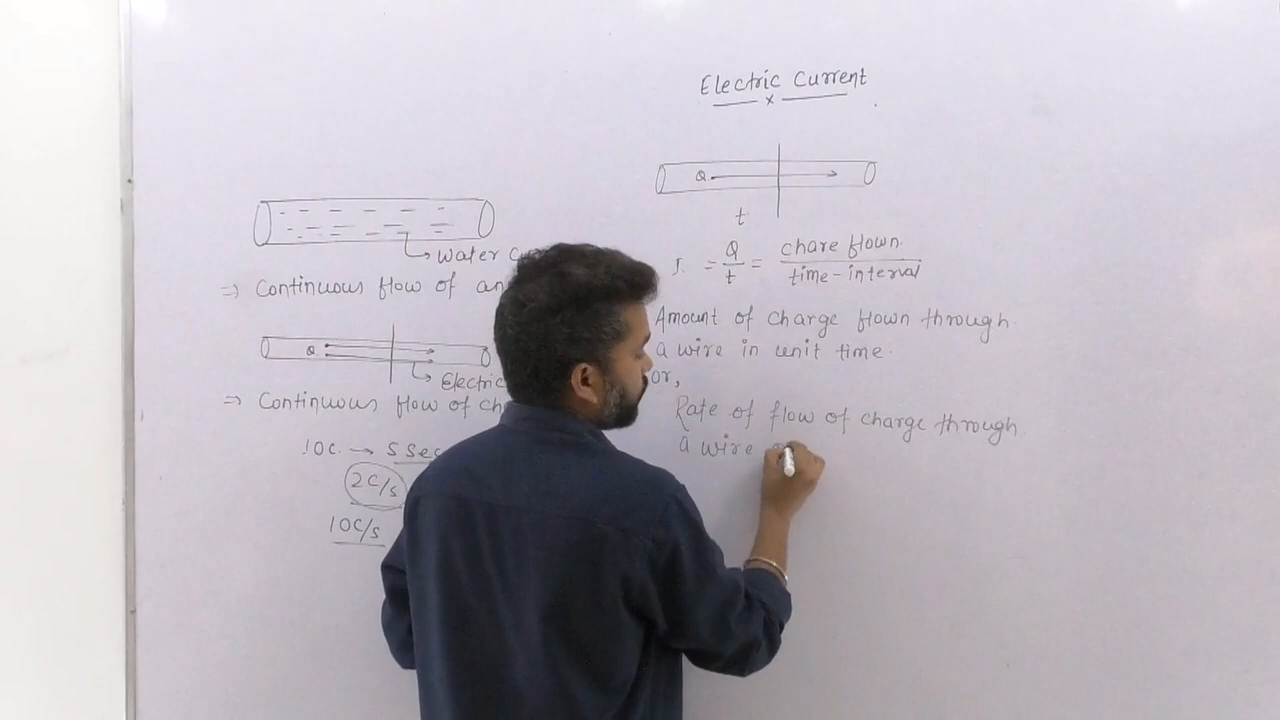 Electric Current
x
Q
t
I. = Q/t = chare flown. / time-interval
Amount of charge flown through
a wire in unit time.
or,
Rate of flow of charge through
a wire
Water
=> Continuous flow of
Q
Electric
=> Continuous flow of
10C. → 5 Sec
2C/s
10C/s